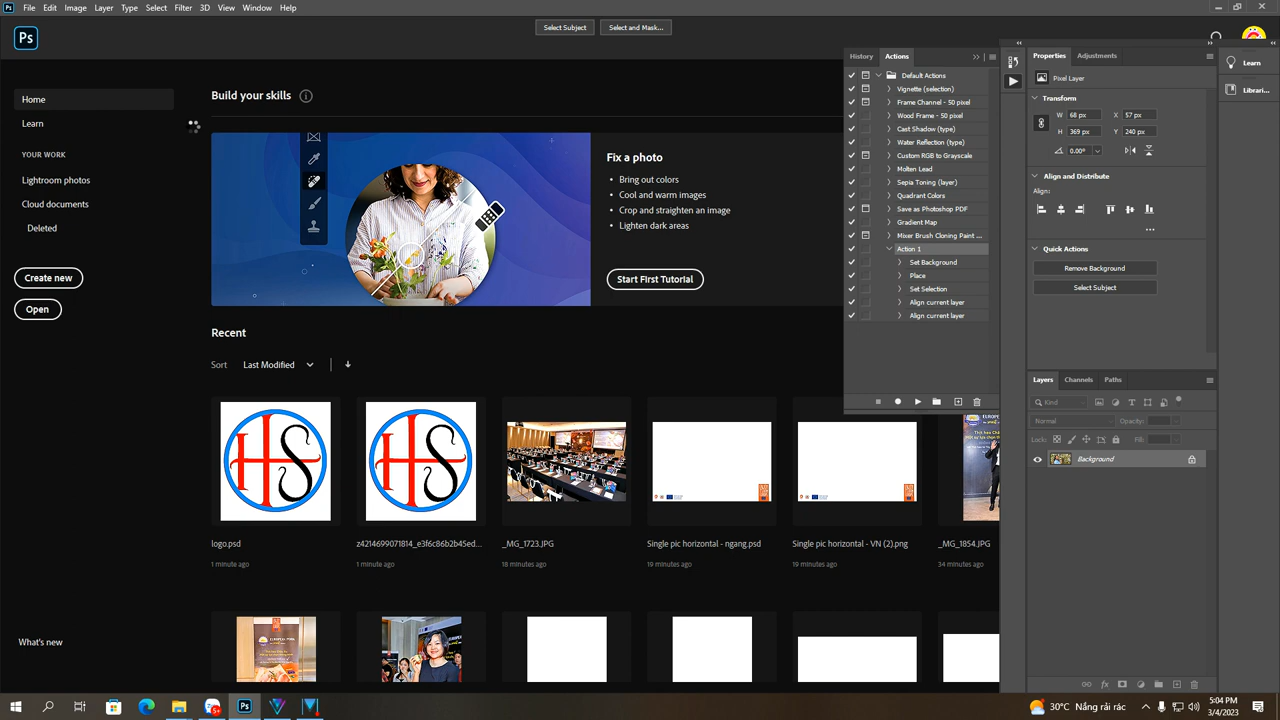 File Edit Image Layer Type Select Filter 3D View Window Help
Ps
Select Subject
Select and Mask...
Home
Learn
YOUR WORK
Lightroom photos
Cloud documents
Deleted
Create new
Open
What's new
Build your skills
Fix a photo
• Bring out colors
• Cool and warm images
• Crop and straighten an image
• Lighten dark areas
Start First Tutorial
Recent
Sort Last Modified
logo.psd
1 minute ago
z4214699071814_e3f6c86b2b45ed...
1 minute ago
_MG_1723.JPG
18 minutes ago
Single pic horizontal - ngang.psd
19 minutes ago
Single pic horizontal - VN (2).png
19 minutes ago
_MG_1854.JPG
34 minutes ago
History Actions
Default Actions
Vignette (selection)
Frame Channel - 50 pixel
Wood Frame - 50 pixel
Cast Shadow (type)
Water Reflection (type)
Custom RGB to Grayscale
Molten Lead
Sepia Toning (layer)
Quadrant Colors
Save as Photoshop PDF
Gradient Map
Mixer Brush Cloning Paint ...
Action 1
Set Background
Place
Set Selection
Align current layer
Align current layer
Properties Adjustments
Pixel Layer
Transform
W 68 px X 57 px
H 369 px Y 240 px
0.00°
Align and Distribute
Align:
Quick Actions
Remove Background
Select Subject
Layers Channels Paths
Kind
Normal Opacity:
Lock: Fill:
Background
Learn
Librari...
30°C Nắng rải rác
5:04 PM
3/4/2023